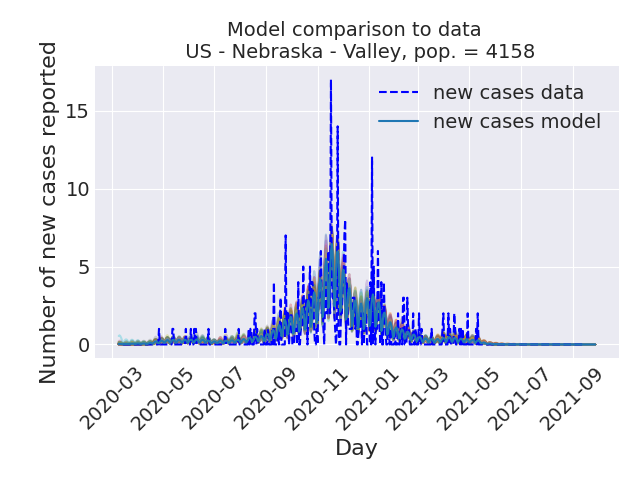 Model comparison to data
US - Nebraska - Valley, pop. = 4158
Number of new cases reported
15
10
5
0
new cases data
new cases model
2020-03
2020-05
2020-07
2020-09
2020-11
2021-01
2021-03
2021-05
2021-07
2021-09
Day